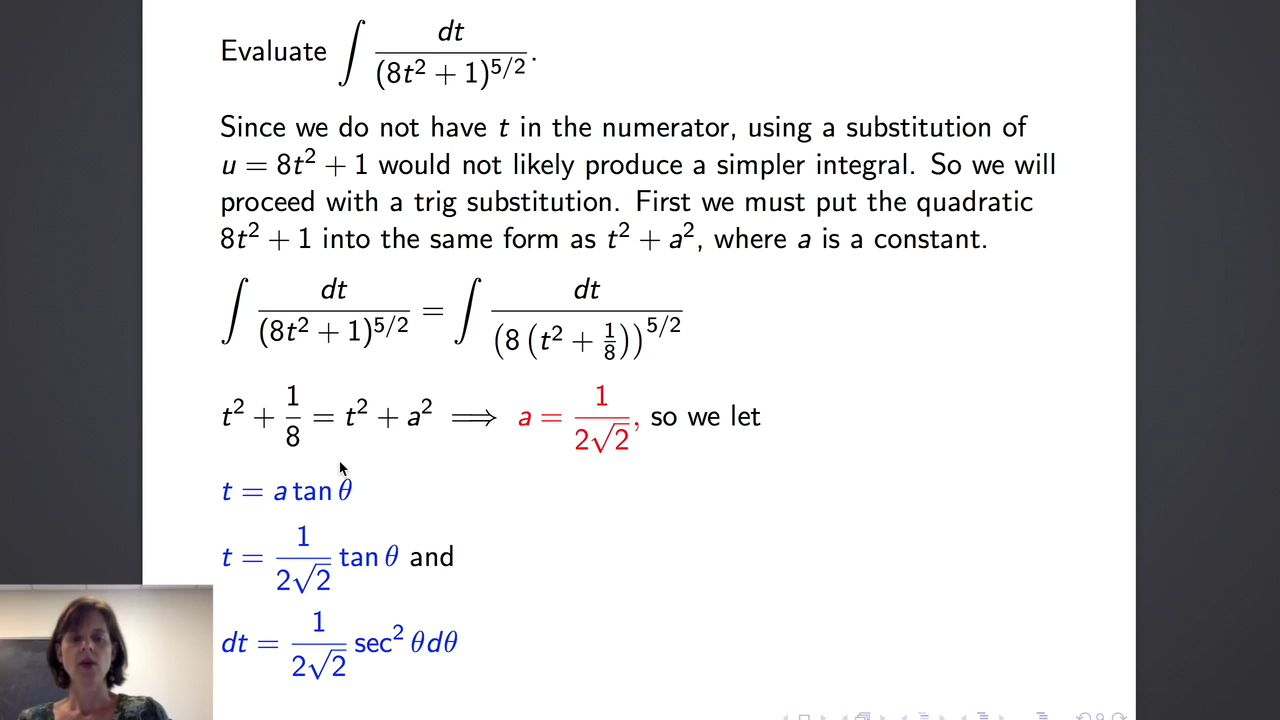 Evaluate ∫ dt / (8t² + 1)^{5/2}.
Since we do not have t in the numerator, using a substitution of
u = 8t² + 1 would not likely produce a simpler integral. So we will
proceed with a trig substitution. First we must put the quadratic
8t² + 1 into the same form as t² + a², where a is a constant.
∫ dt / (8t² + 1)^{5/2} = ∫ dt / (8 (t² + 1/8))^{5/2}
t² + 1/8 = t² + a² ⟹ a = 1 / 2√2, so we let
t = a tan θ
t = 1 / 2√2 tan θ and
dt = 1 / 2√2 sec² θdθ